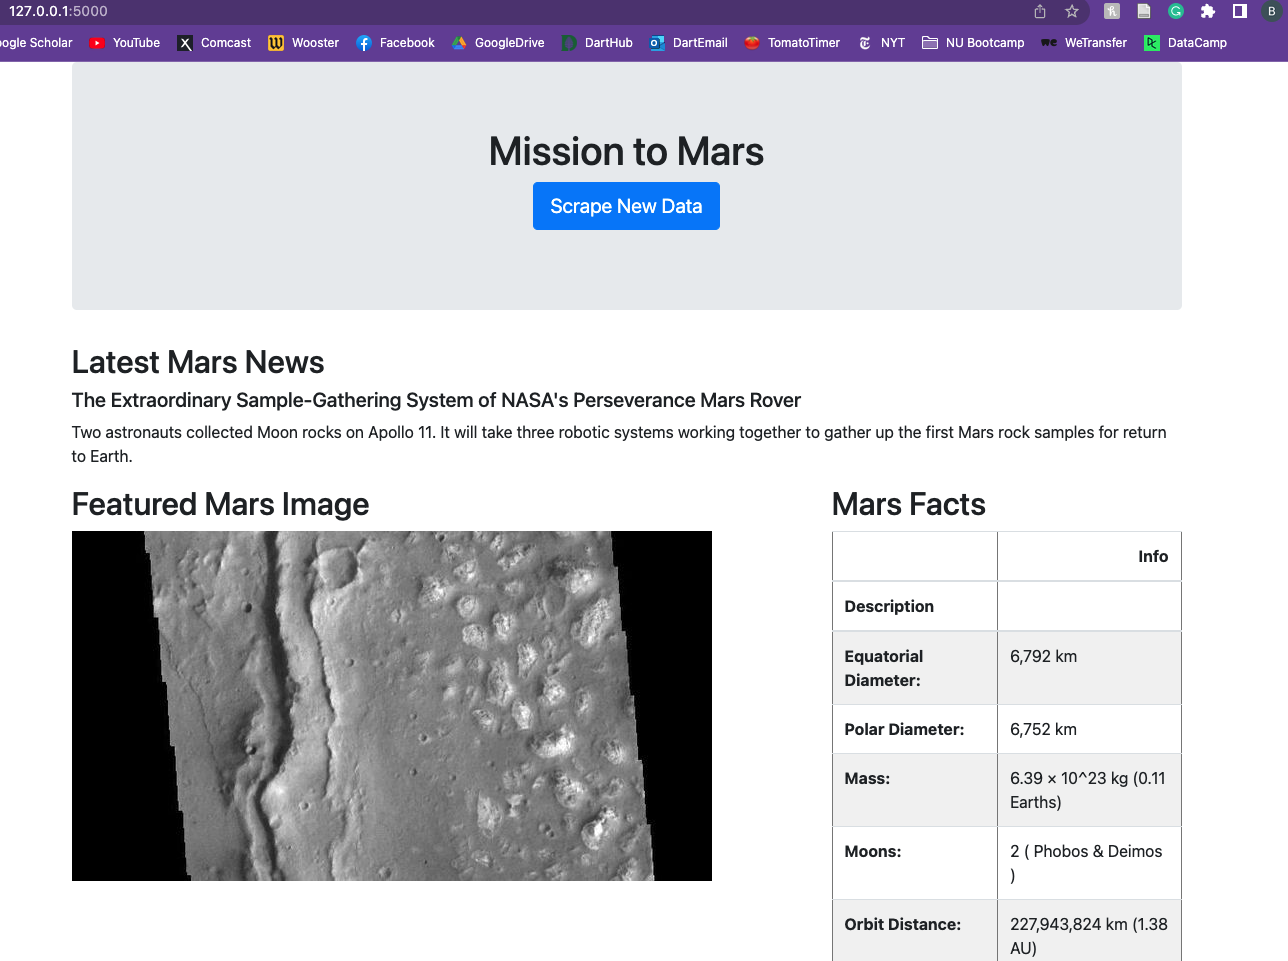 127.0.0.1:5000
B
ogle Scholar
YouTube
Comcast
Wooster
Facebook
GoogleDrive
DartHub
DartEmail
TomatoTimer
NYT
NU Bootcamp
WeTransfer
DataCamp
Mission to Mars
Scrape New Data
Latest Mars News
The Extraordinary Sample-Gathering System of NASA's Perseverance Mars Rover
Two astronauts collected Moon rocks on Apollo 11. It will take three robotic systems working together to gather up the first Mars rock samples for return
to Earth.
Featured Mars Image
Mars Facts
Info
Description
Equatorial
Diameter:
6,792 km
Polar Diameter:
6,752 km
Mass:
6.39 × 10^23 kg (0.11
Earths)
Moons:
2 ( Phobos & Deimos
)
Orbit Distance:
227,943,824 km (1.38
AU)